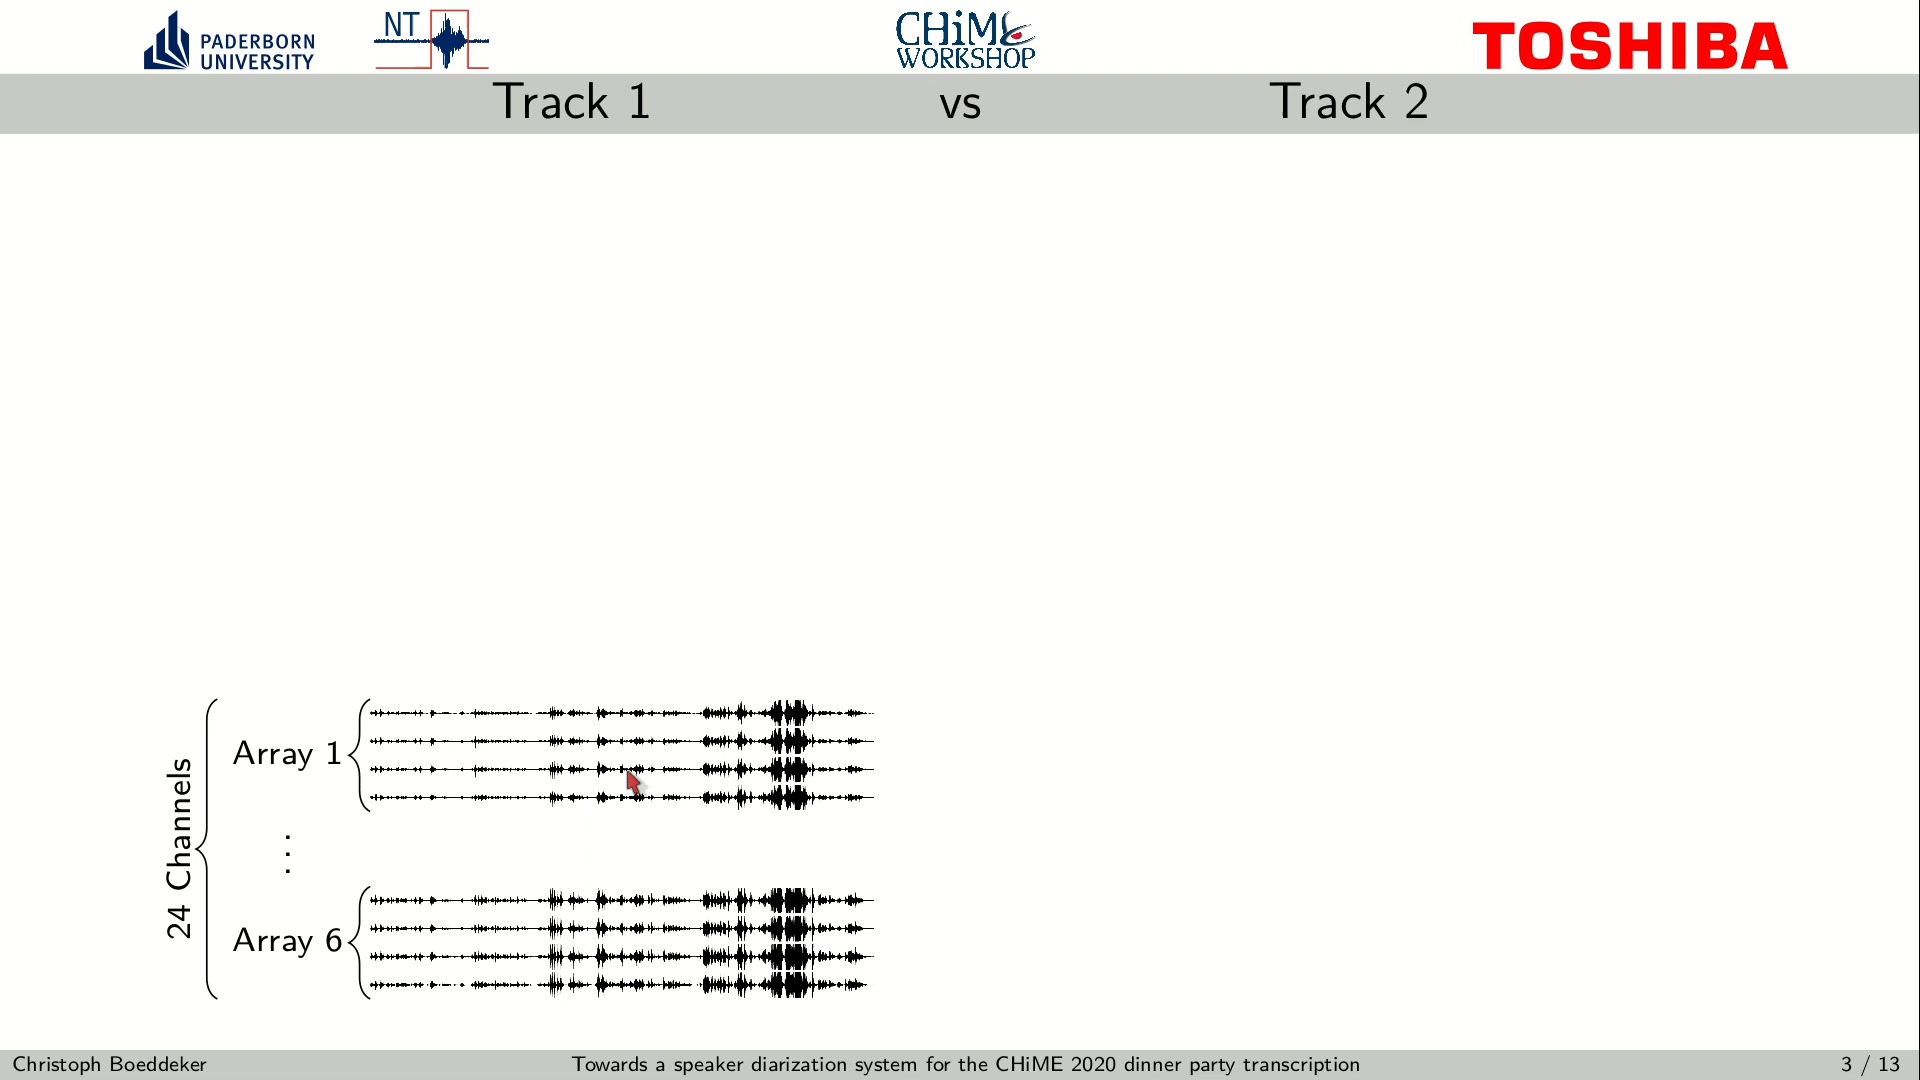 PADERBORN
UNIVERSITY
NT
CHiME
WORKSHOP
TOSHIBA
Track 1 vs Track 2
24 Channels
Array 1
Array 6
Christoph Boeddeker
Towards a speaker diarization system for the CHiME 2020 dinner party transcription
3 / 13